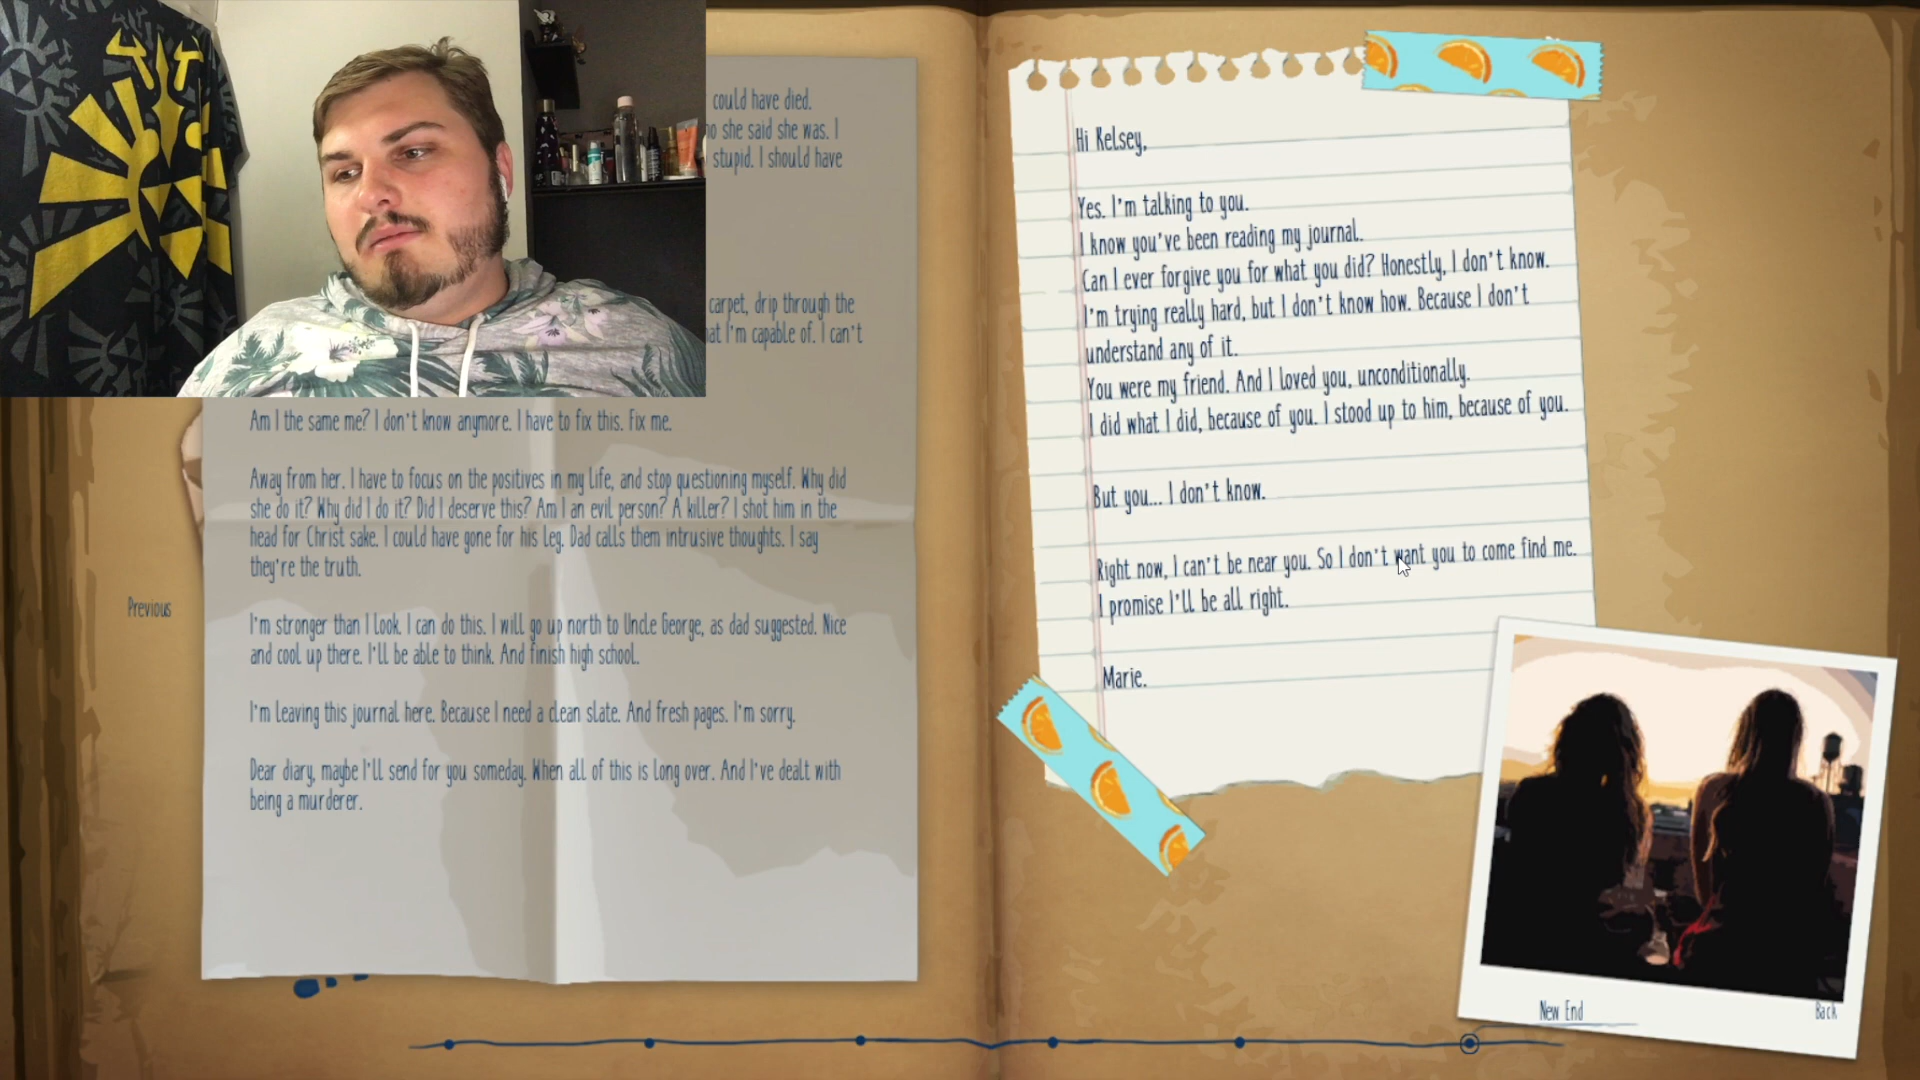 could have died.
she said she was. I
stupid. I should have
carpet, drip through the
I'm capable of. I can't
Am I the same me? I don't know anymore. I have to fix this. Fix me.
Away from her. I have to focus on the positives in my life, and stop questioning myself. Why did
she do it? Why did I do it? Did I deserve this? Am I an evil person? A killer? I shot him in the
head for Christ sake. I could have gone for his leg. Dad calls them intrusive thoughts. I say
they're the truth.
Previous
I'm stronger than I look. I can do this. I will go up north to Uncle George, as dad suggested. Nice
and cool up there. I'll be able to think. And finish high school.
I'm leaving this journal here. Because I need a clean slate. And fresh pages. I'm sorry.
Dear diary, maybe I'll send for you someday. When all of this is long over. And I've dealt with
being a murderer.
Hi Kelsey,
Yes. I'm talking to you.
I know you've been reading my journal.
Can I ever forgive you for what you did? Honestly, I don't know.
I'm trying really hard, but I don't know how. Because I don't
understand any of it.
You were my friend. And I loved you, unconditionally.
I did what I did, because of you. I stood up to him, because of you.
But you... I don't know.
Right now, I can't be near you. So I don't want you to come find me.
I promise I'll be all right.
Marie.
New End
Back